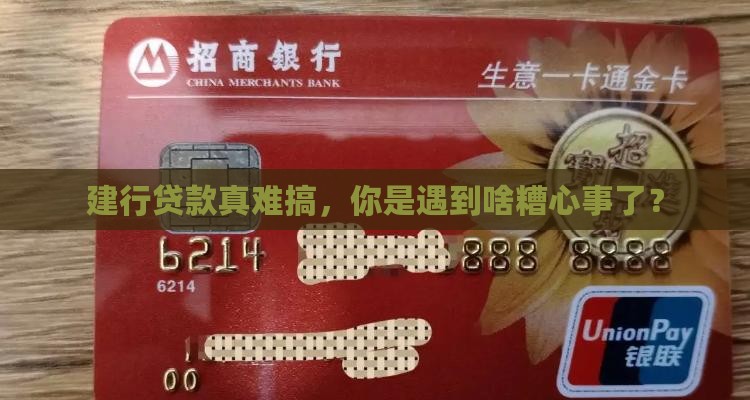 招商银行
CHINA MERCHANTS BANK
生意一卡通金卡
建行贷款真难搞，你是遇到啥糟心事了？
6214 888 8888
6214
00
UnionPay
银联